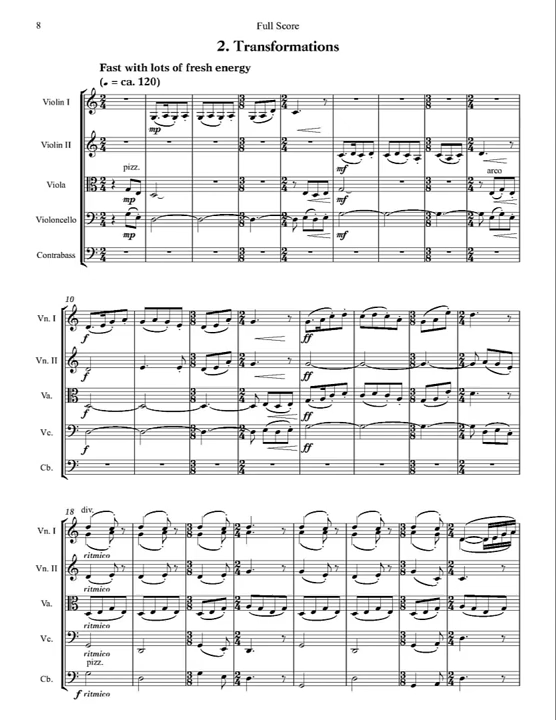 8
Full Score
2. Transformations
Fast with lots of fresh energy
(♩. = ca. 120)
Violin I
mp
Violin II
mf
pizz.
arco
Viola
mp
mf
Violoncello
mp
mf
Contrabass
10
Vn. I
f
ff
Vn. II
f
ff
Va.
f
ff
Vc.
f
ff
Cb.
18
div.
Vn. I
ritmico
Vn. II
ritmico
Va.
ritmico
Vc.
ritmico
pizz.
Cb.
f ritmico